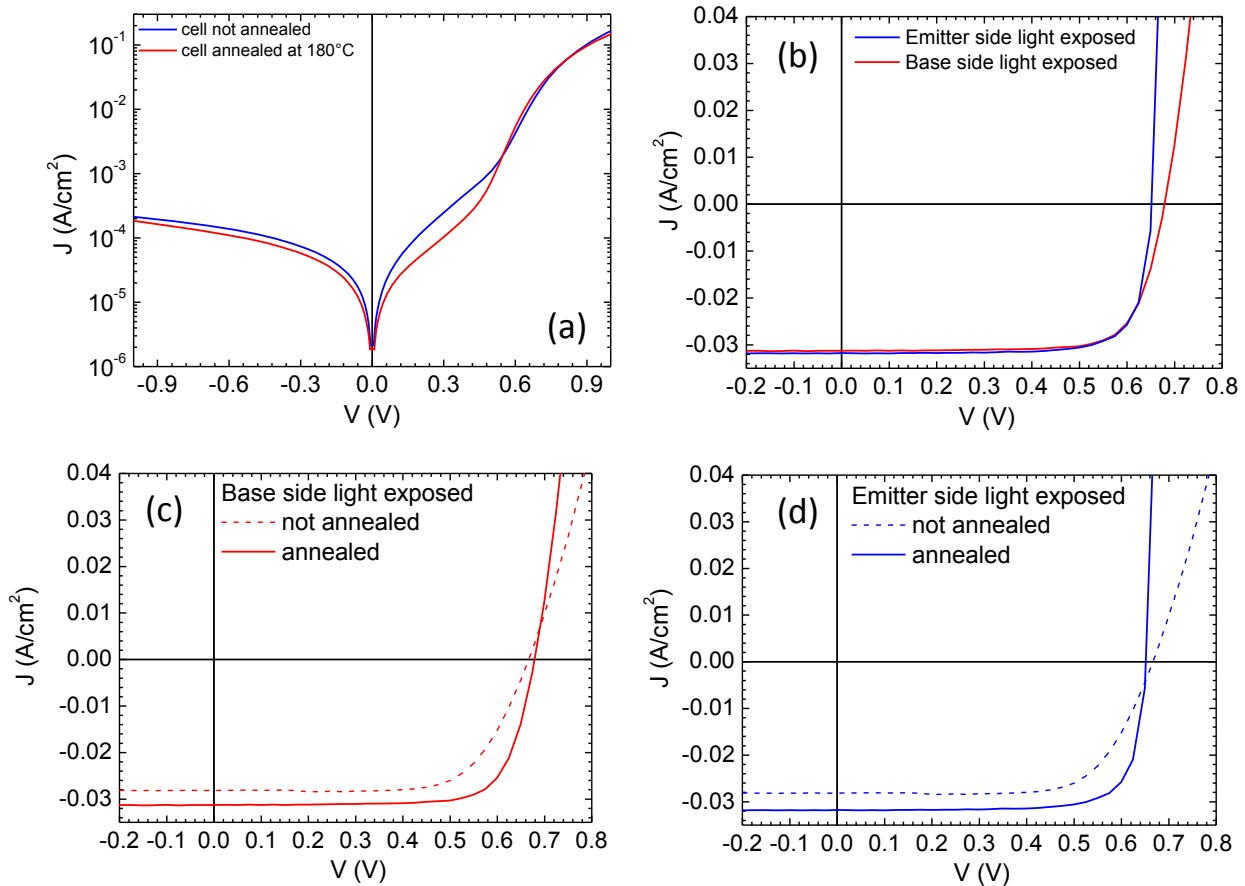 cell not annealed
cell annealed at 180°C
10⁻¹
10⁻²
10⁻³
10⁻⁴
10⁻⁵
10⁻⁶
J (A/cm²)
(a)
-0.9 -0.6 -0.3 0.0 0.3 0.6 0.9
V (V)
(b)
Emitter side light exposed
Base side light exposed
0.04
0.03
0.02
0.01
0.00
-0.01
-0.02
-0.03
J (A/cm²)
-0.2 -0.1 0.0 0.1 0.2 0.3 0.4 0.5 0.6 0.7 0.8
V (V)
(c)
Base side light exposed
not annealed
annealed
0.04
0.03
0.02
0.01
0.00
-0.01
-0.02
-0.03
J (A/cm²)
-0.2 -0.1 0.0 0.1 0.2 0.3 0.4 0.5 0.6 0.7 0.8
V (V)
(d)
Emitter side light exposed
not annealed
annealed
0.04
0.03
0.02
0.01
0.00
-0.01
-0.02
-0.03
J (A/cm²)
-0.2 -0.1 0.0 0.1 0.2 0.3 0.4 0.5 0.6 0.7 0.8
V (V)